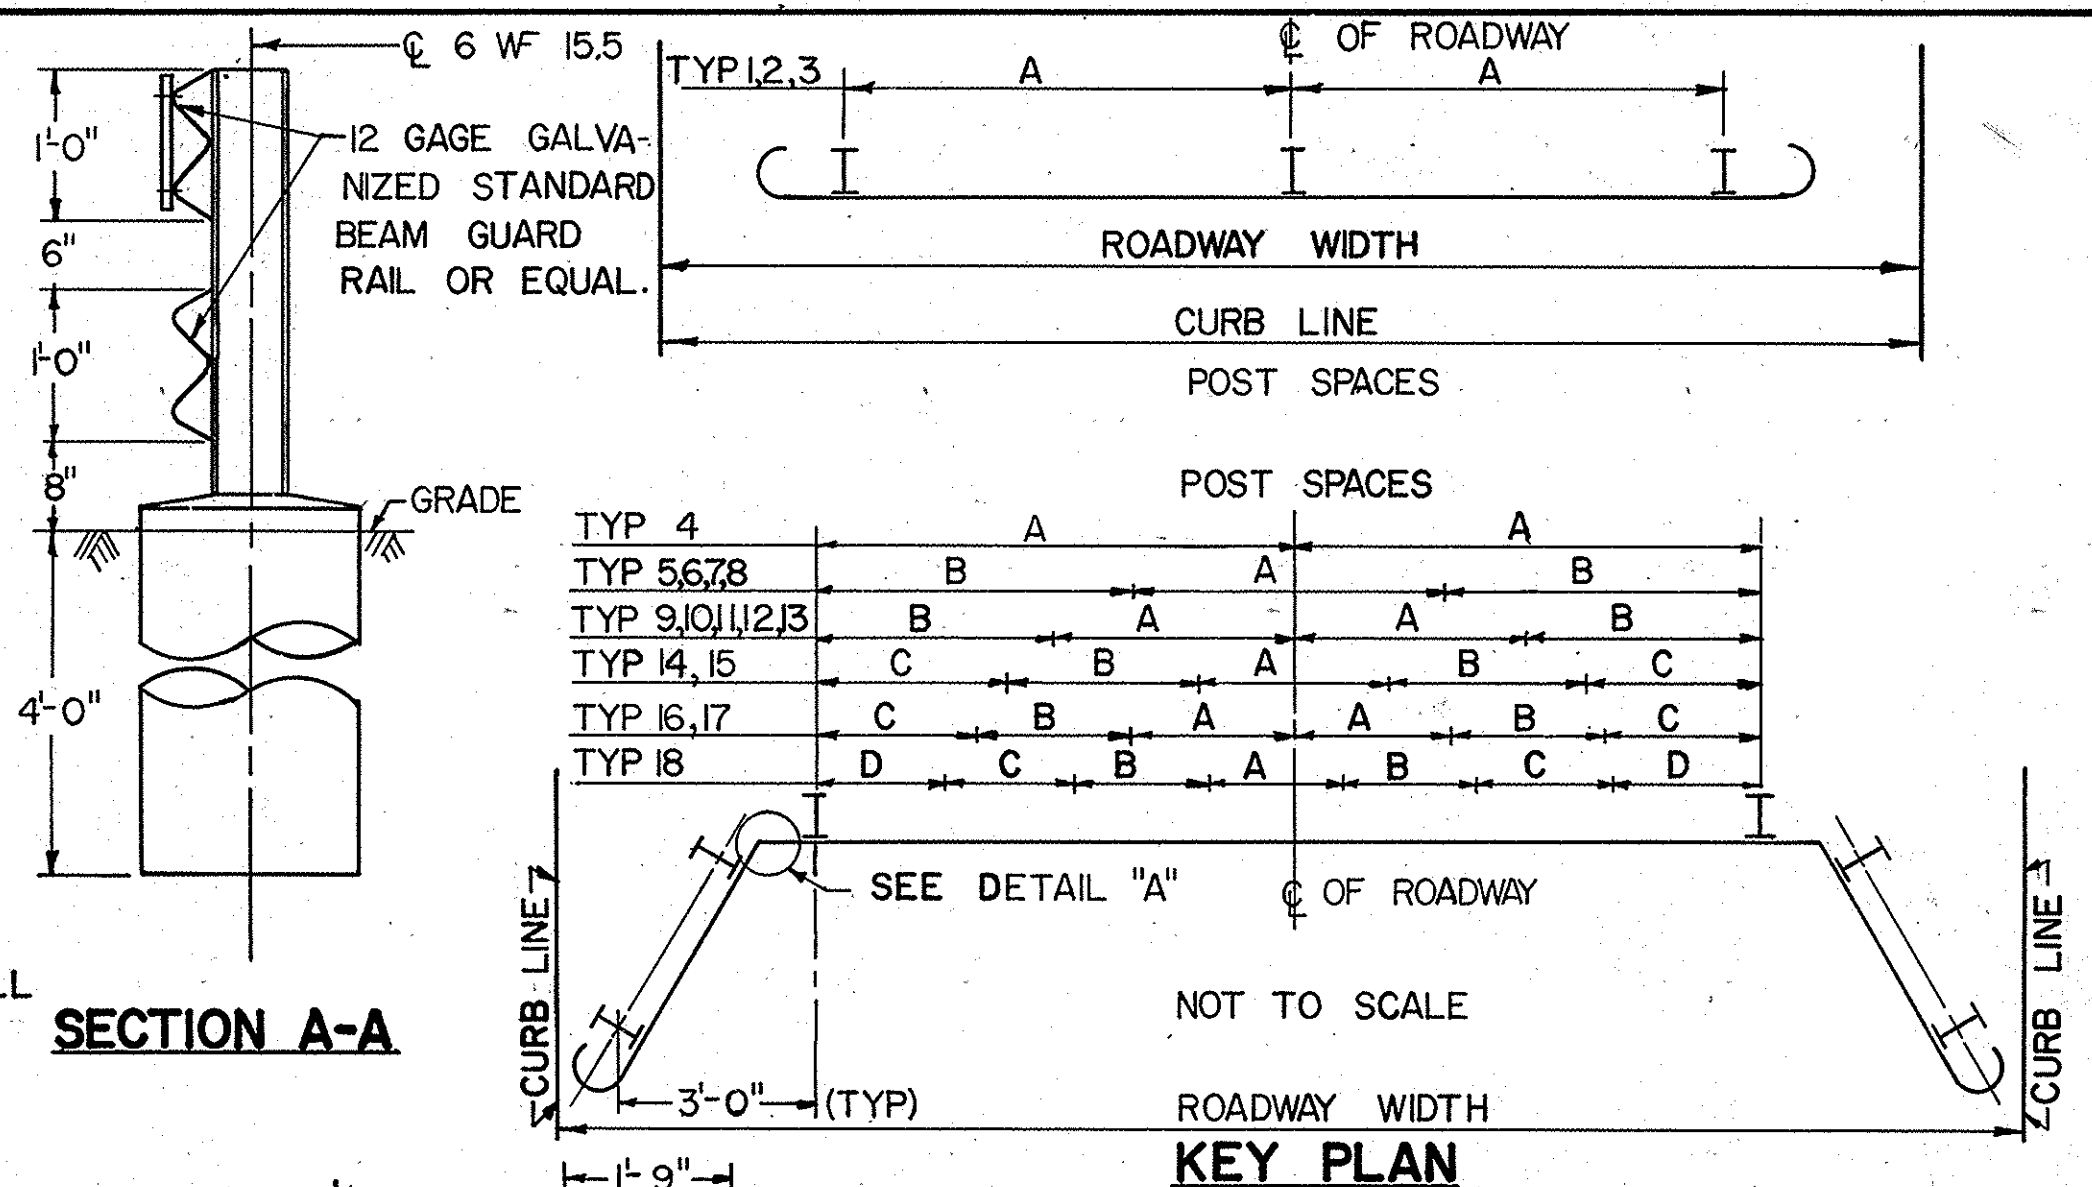 ℄ 6 WF 15.5
1'-0"
12 GAGE GALVA-
NIZED STANDARD
BEAM GUARD
RAIL OR EQUAL.
6"
1'-0"
8"
GRADE
4'-0"
SECTION A-A
℄ OF ROADWAY
TYP 1,2,3 A A
ROADWAY WIDTH
CURB LINE
POST SPACES
POST SPACES
TYP 4 A A
TYP 5,6,7,8 B A B
TYP 9,10,11,12,13 B A A B
TYP 14, 15 C B A B C
TYP 16, 17 C B A A B C
TYP 18 D C B A B C D
SEE DETAIL "A"
℄ OF ROADWAY
CURB LINE
CURB LINE
NOT TO SCALE
3'-0" (TYP)
ROADWAY WIDTH
KEY PLAN
1'-9"